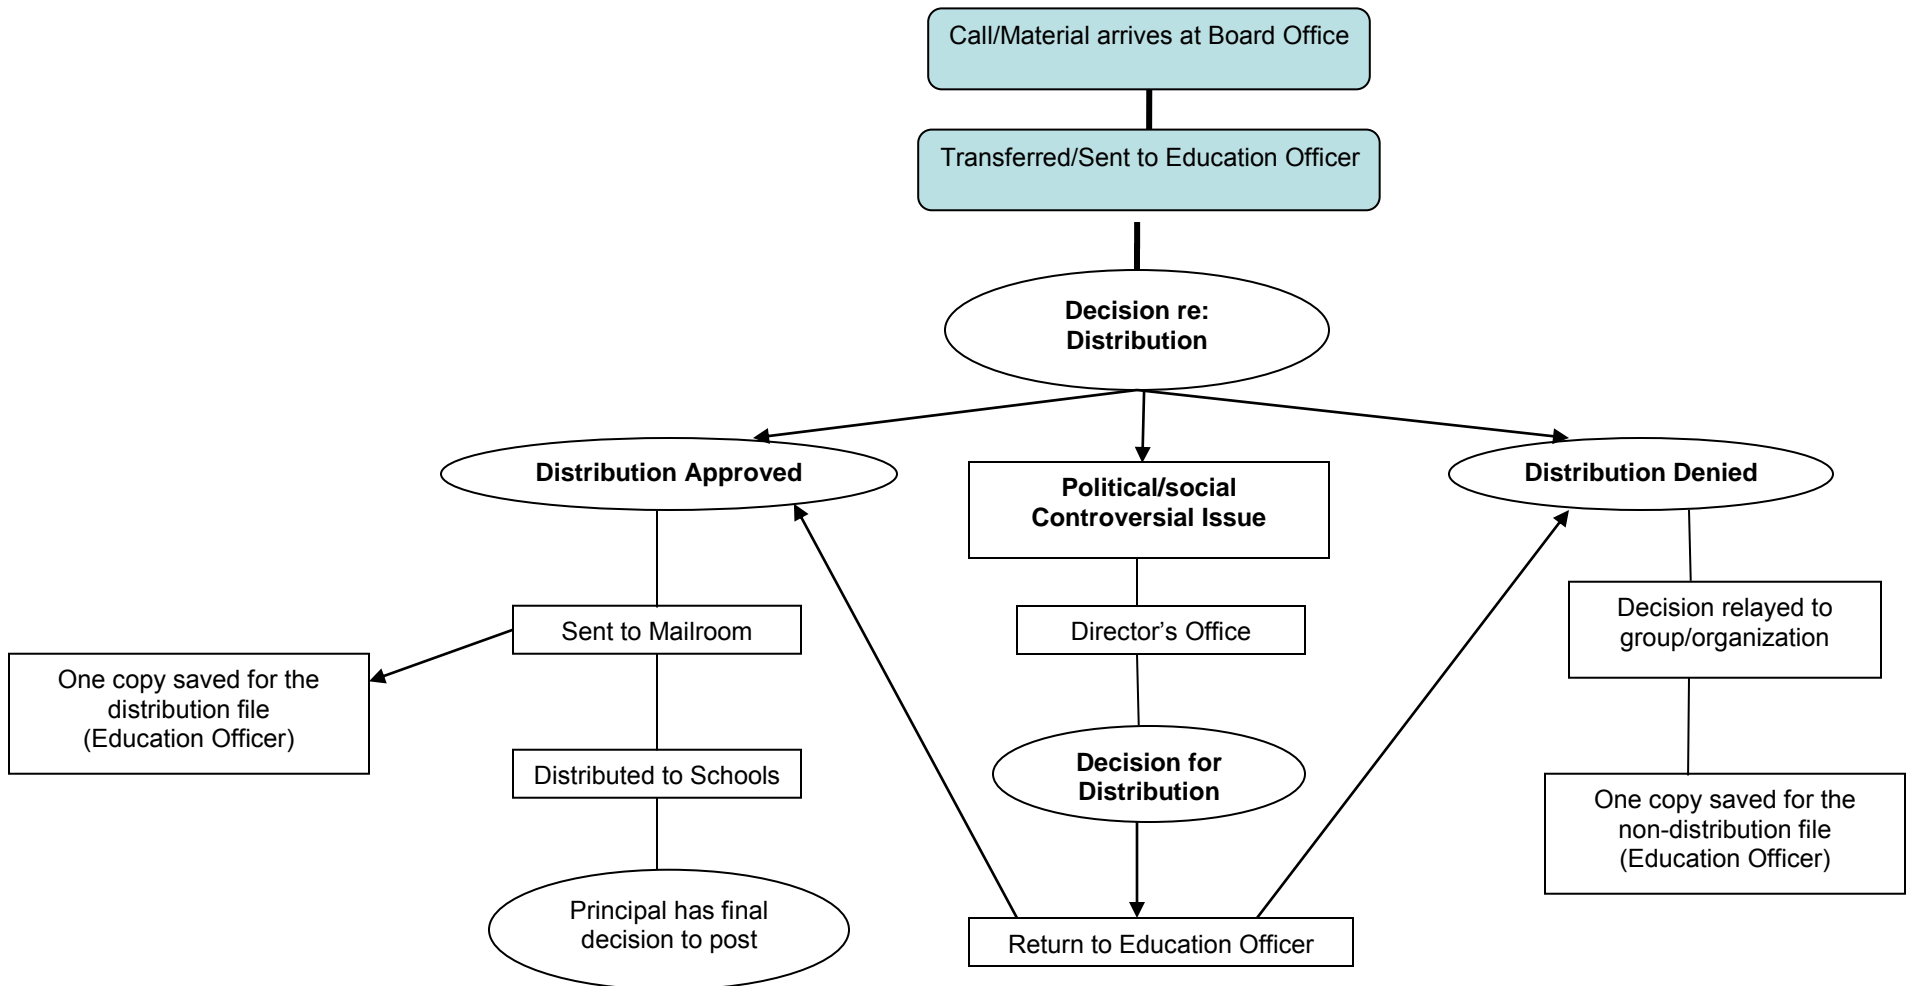 Call/Material arrives at Board Office
Transferred/Sent to Education Officer
Decision re:
Distribution
Distribution Approved
Political/social
Controversial Issue
Distribution Denied
Sent to Mailroom
Director's Office
Decision relayed to
group/organization
One copy saved for the
distribution file
(Education Officer)
Distributed to Schools
Decision for
Distribution
One copy saved for the
non-distribution file
(Education Officer)
Principal has final
decision to post
Return to Education Officer